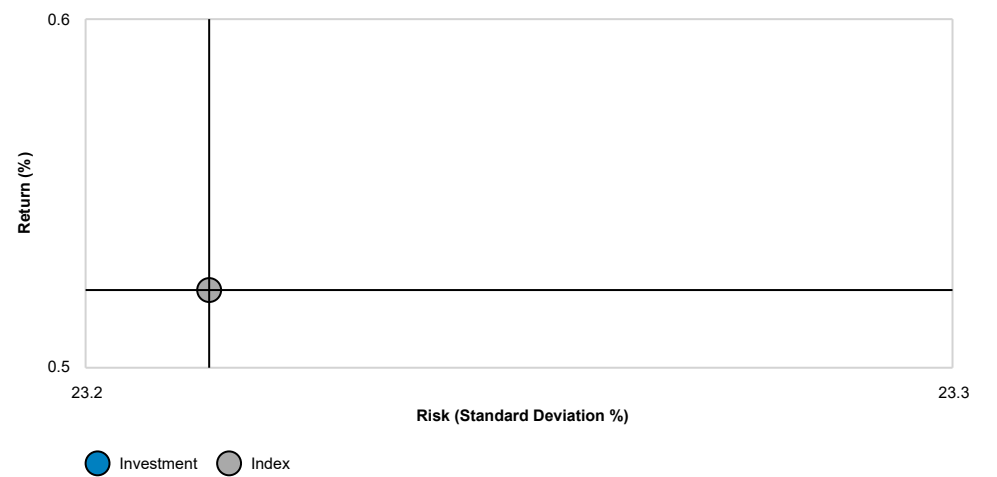 0.6
Return (%)
0.5
23.2
23.3
Risk (Standard Deviation %)
Investment
Index